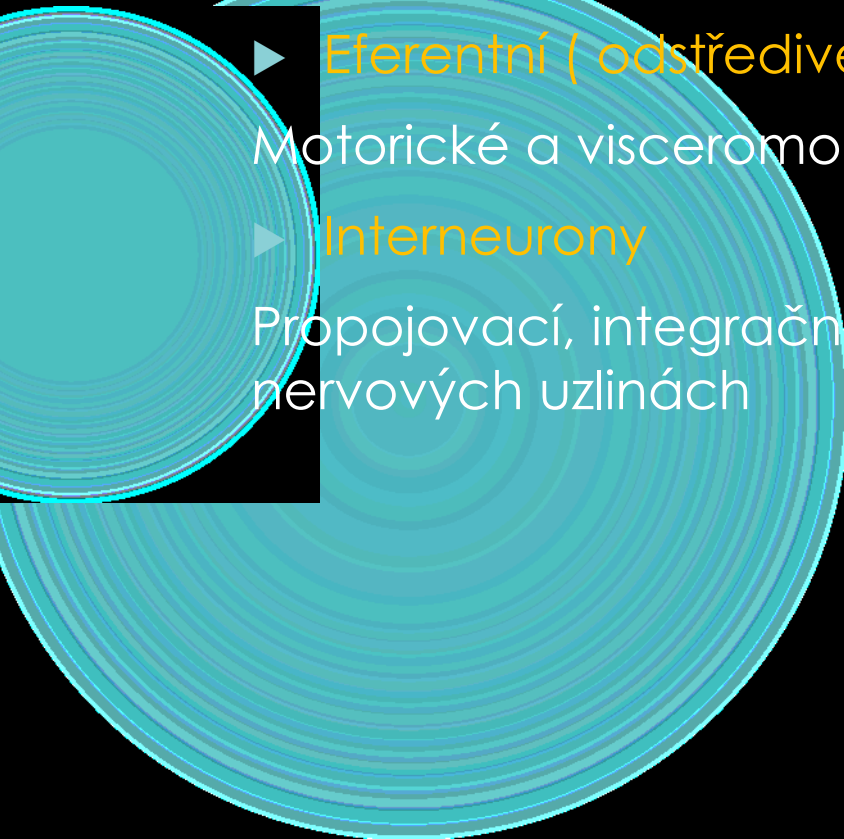 Eferentní ( odstředivé
Motorické a visceromo
Interneurony
Propojovací, integračn
nervových uzlinách